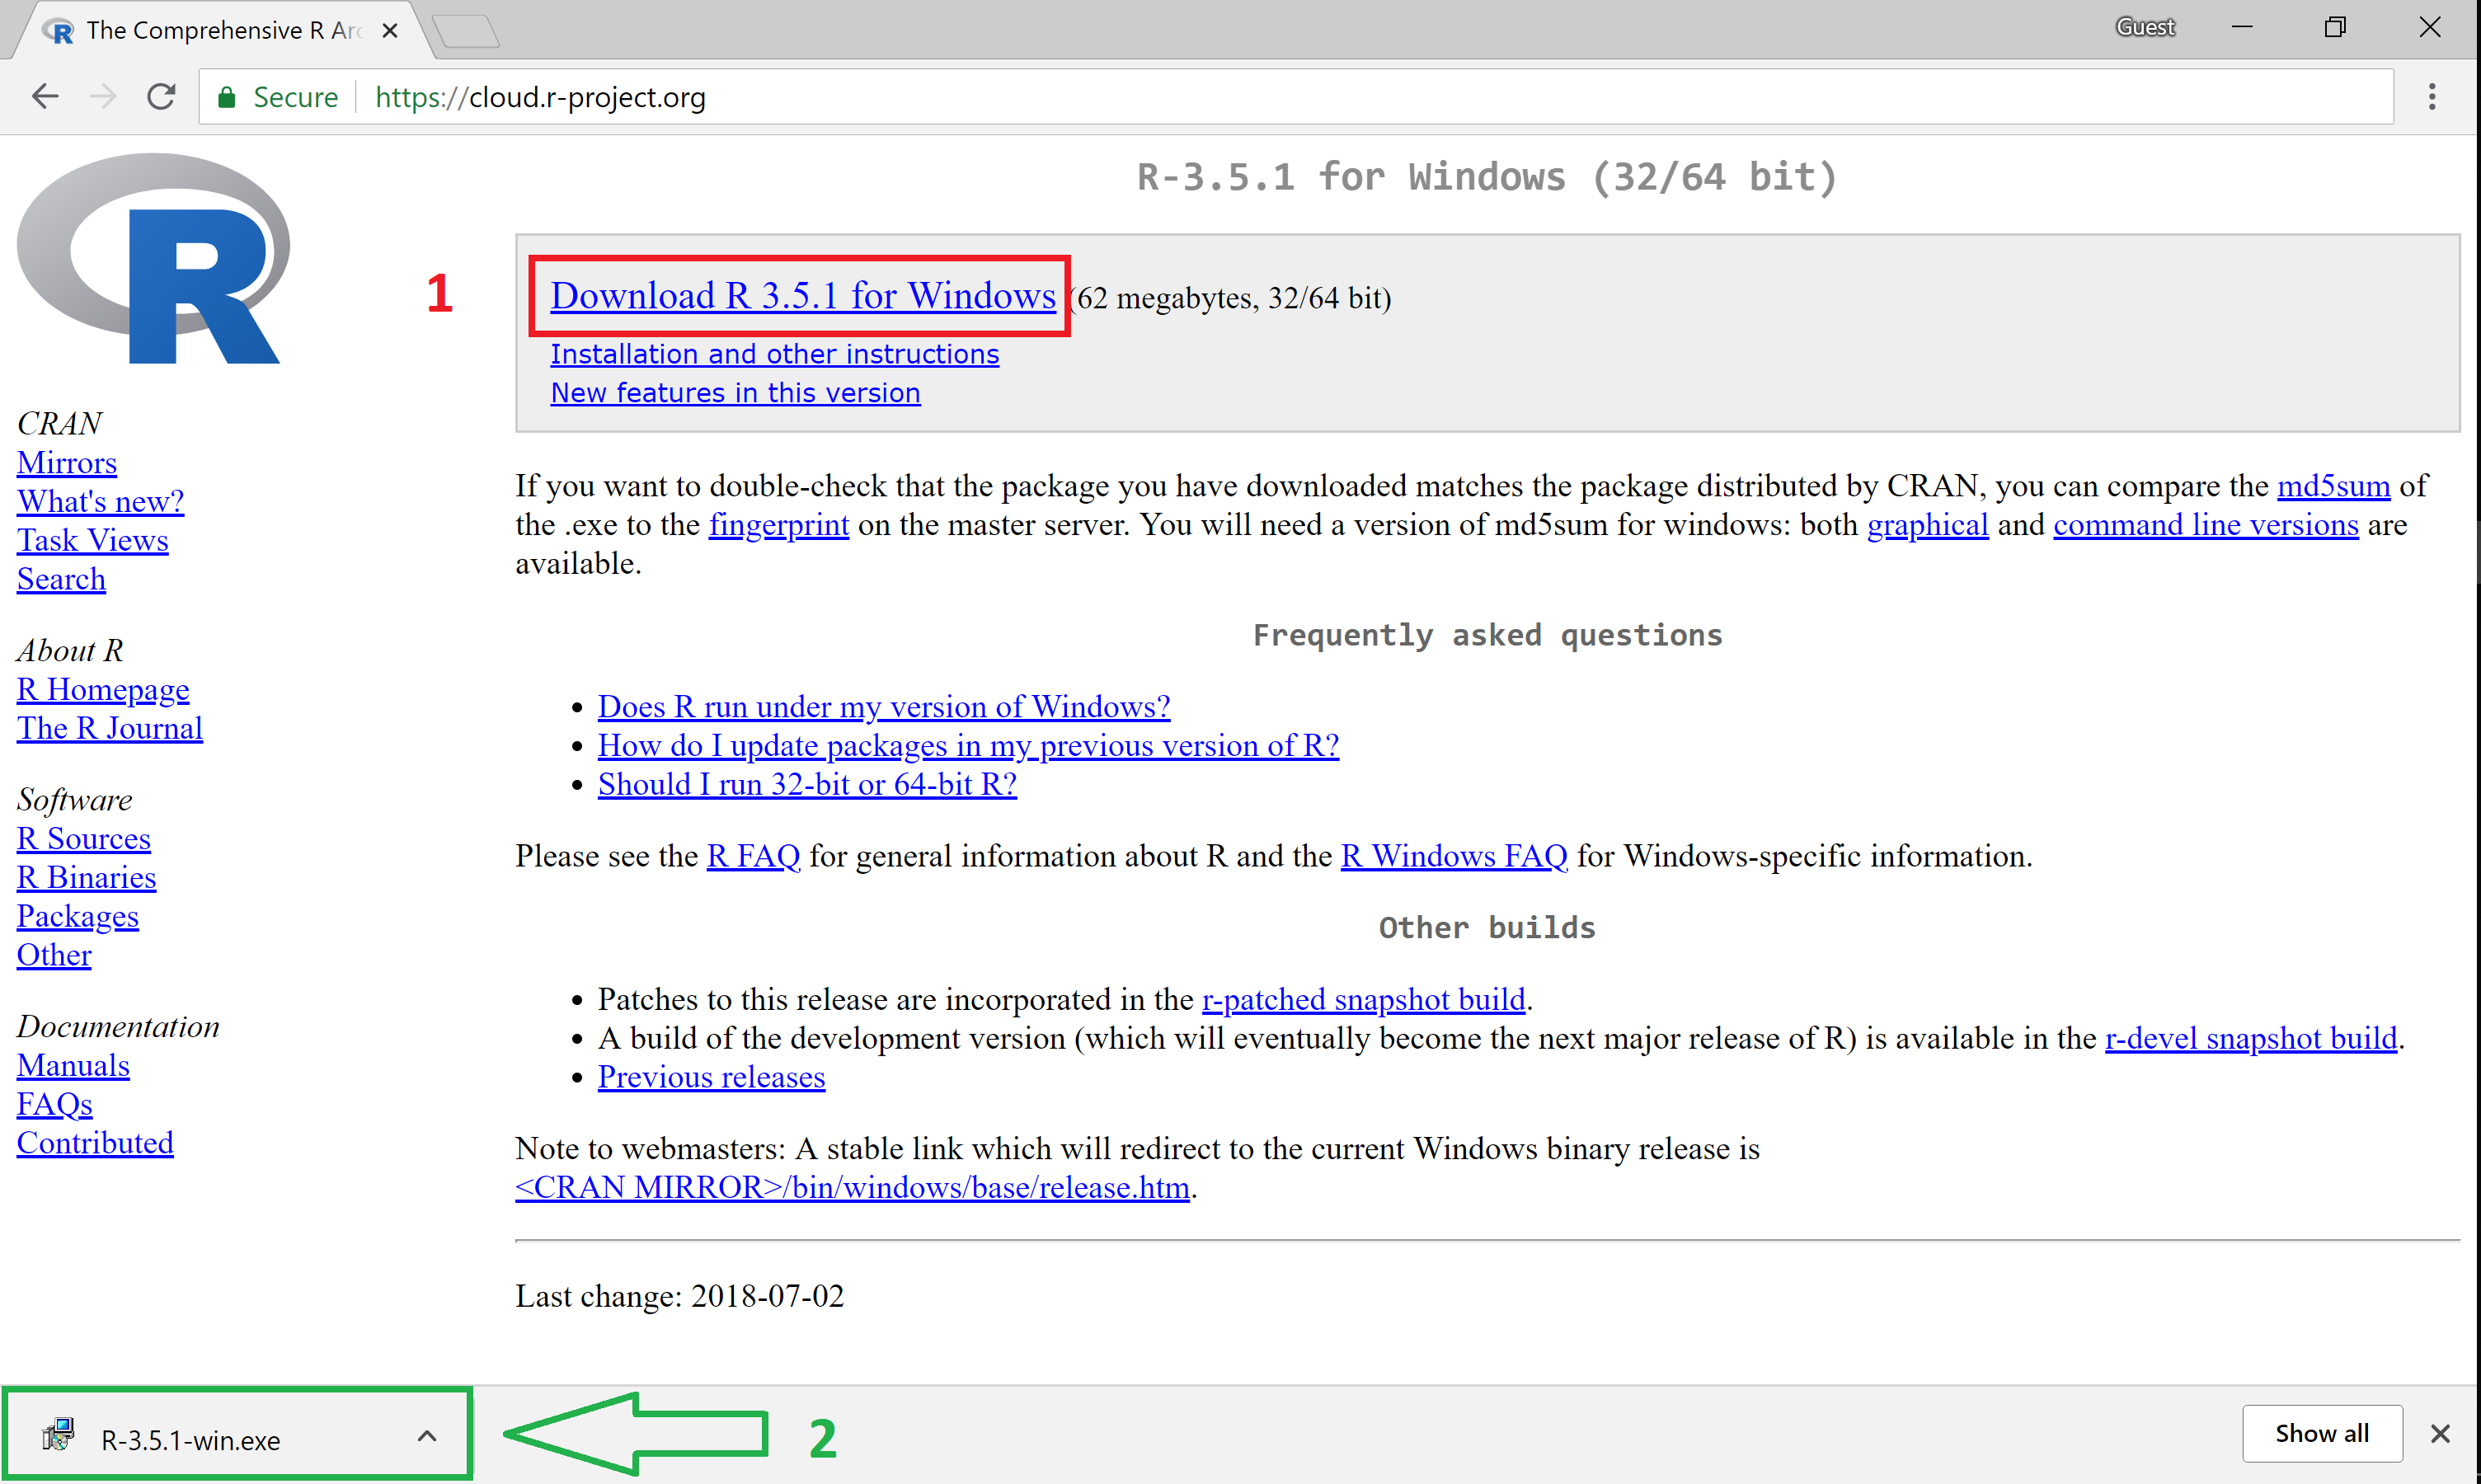 The Comprehensive R Arc
Guest
Secure
https://cloud.r-project.org
R
R-3.5.1 for Windows (32/64 bit)
1
Download R 3.5.1 for Windows (62 megabytes, 32/64 bit)
Installation and other instructions
New features in this version
CRAN
Mirrors
What's new?
Task Views
Search
About R
R Homepage
The R Journal
Software
R Sources
R Binaries
Packages
Other
Documentation
Manuals
FAQs
Contributed
If you want to double-check that the package you have downloaded matches the package distributed by CRAN, you can compare the md5sum of
the .exe to the fingerprint on the master server. You will need a version of md5sum for windows: both graphical and command line versions are
available.
Frequently asked questions
• Does R run under my version of Windows?
• How do I update packages in my previous version of R?
• Should I run 32-bit or 64-bit R?
Please see the R FAQ for general information about R and the R Windows FAQ for Windows-specific information.
Other builds
• Patches to this release are incorporated in the r-patched snapshot build.
• A build of the development version (which will eventually become the next major release of R) is available in the r-devel snapshot build.
• Previous releases
Note to webmasters: A stable link which will redirect to the current Windows binary release is
<CRAN MIRROR>/bin/windows/base/release.htm.
Last change: 2018-07-02
R-3.5.1-win.exe
2
Show all